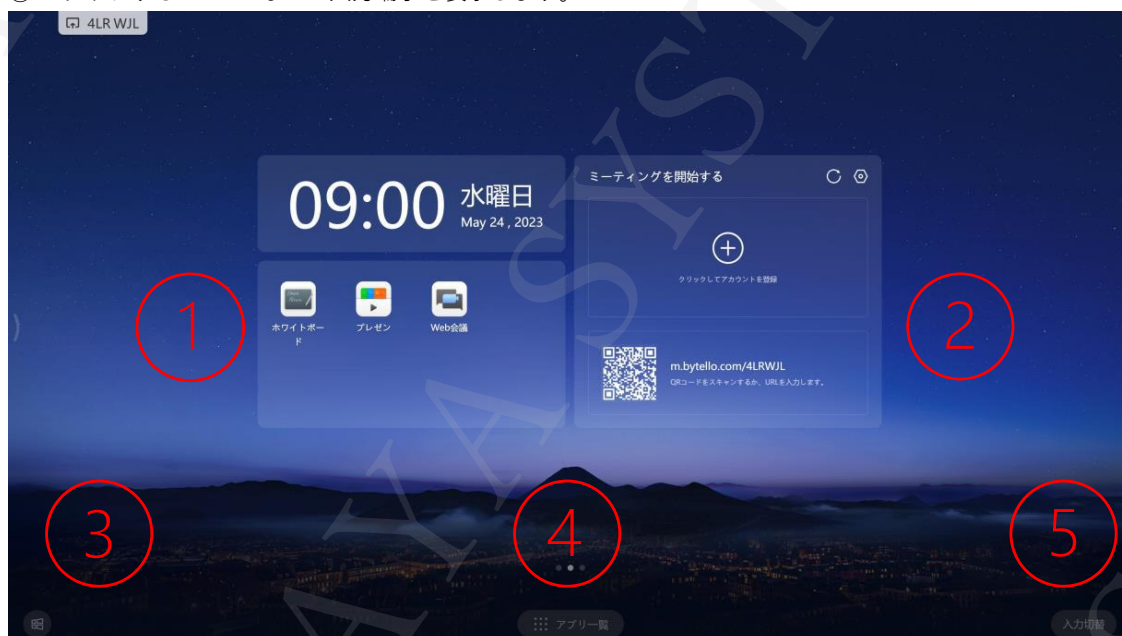 4LR WJL
ミーティングを開始する
09:00
水曜日
May 24 , 2023
クリックしてアカウントを登録
①
②
ホワイトボー
ド
プレゼン
Web会議
m.bytello.com/4LRWJL
QRコードをスキャンするか、URLを入力します。
③
④
⑤
アプリ一覧
入力切替